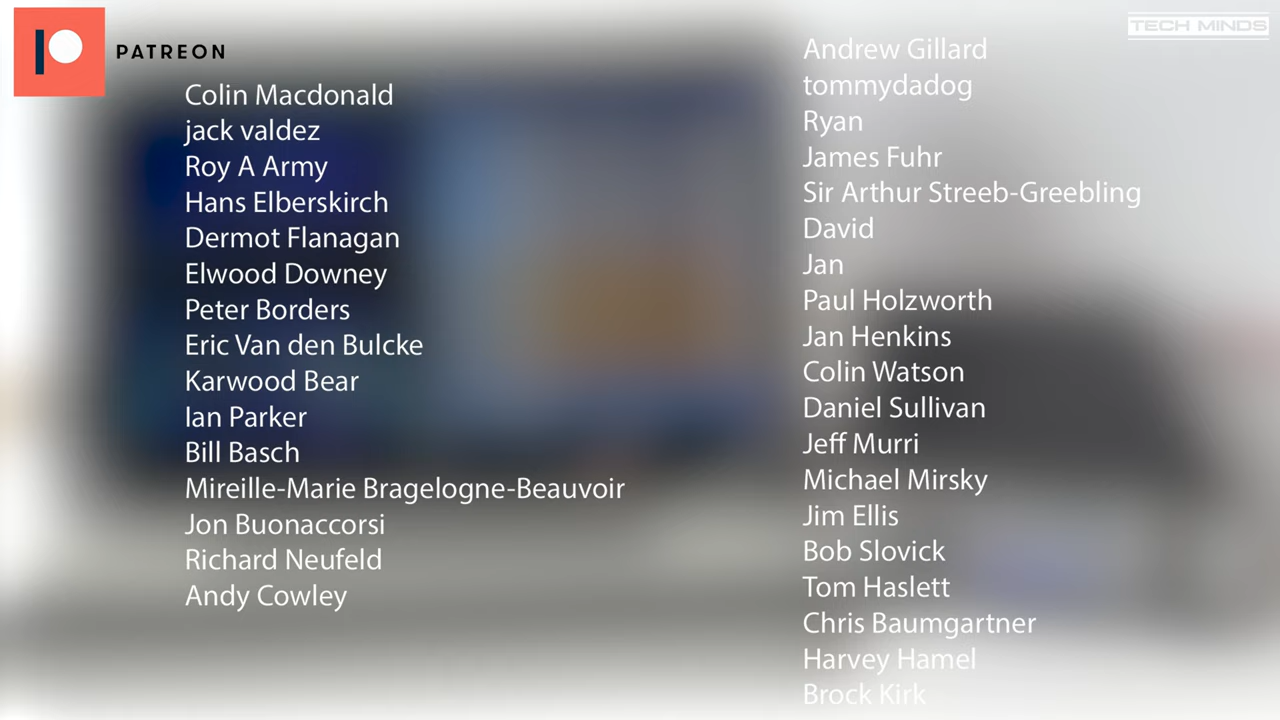 PATREON
Colin Macdonald
jack valdez
Roy A Army
Hans Elberskirch
Dermot Flanagan
Elwood Downey
Peter Borders
Eric Van den Bulcke
Karwood Bear
Ian Parker
Bill Basch
Mireille-Marie Bragelogne-Beauvoir
Jon Buonaccorsi
Richard Neufeld
Andy Cowley
TECH MINDS
Andrew Gillard
tommydadog
Ryan
James Fuhr
Sir Arthur Streeb-Greebling
David
Jan
Paul Holzworth
Jan Henkins
Colin Watson
Daniel Sullivan
Jeff Murri
Michael Mirsky
Jim Ellis
Bob Slovick
Tom Haslett
Chris Baumgartner
Harvey Hamel
Brock Kirk